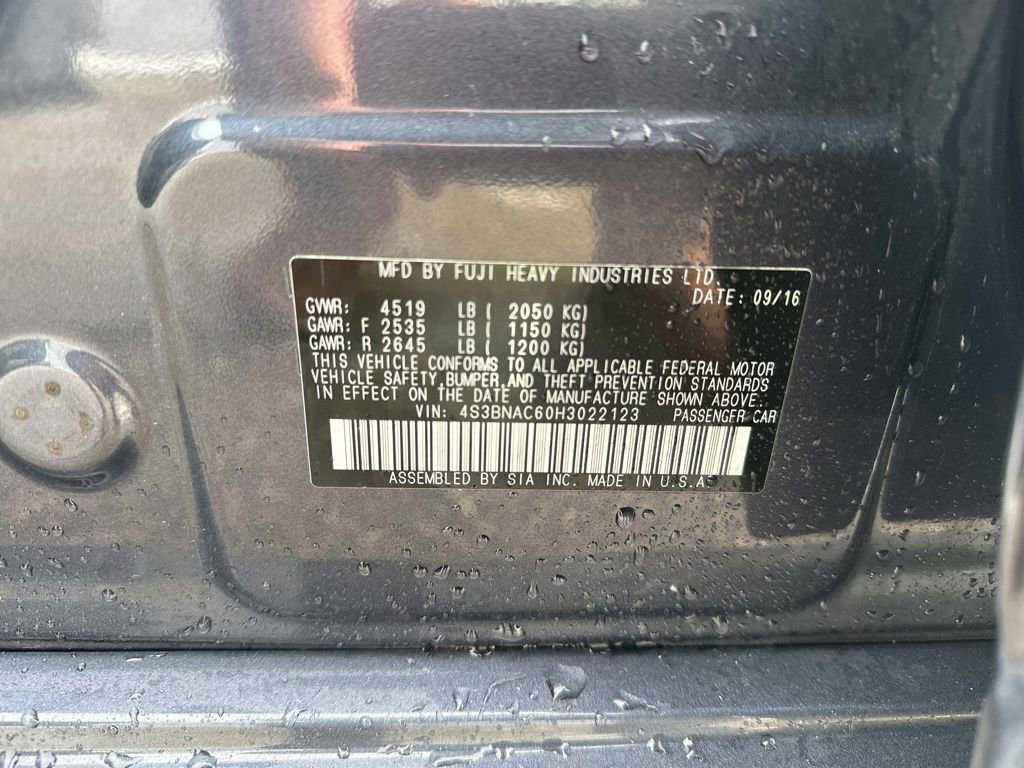 MFD BY FUJI HEAVY INDUSTRIES LTD.
DATE: 09/16
GVWR: 4519 LB ( 2050 KG)
GAWR: F 2535 LB ( 1150 KG)
GAWR: R 2645 LB ( 1200 KG)
THIS VEHICLE CONFORMS TO ALL APPLICABLE FEDERAL MOTOR
VEHICLE SAFETY, BUMPER, AND THEFT PREVENTION STANDARDS
IN EFFECT ON THE DATE OF MANUFACTURE SHOWN ABOVE.
VIN: 4S3BNAC60H3022123 PASSENGER CAR
ASSEMBLED BY SIA INC. MADE IN U.S.A.